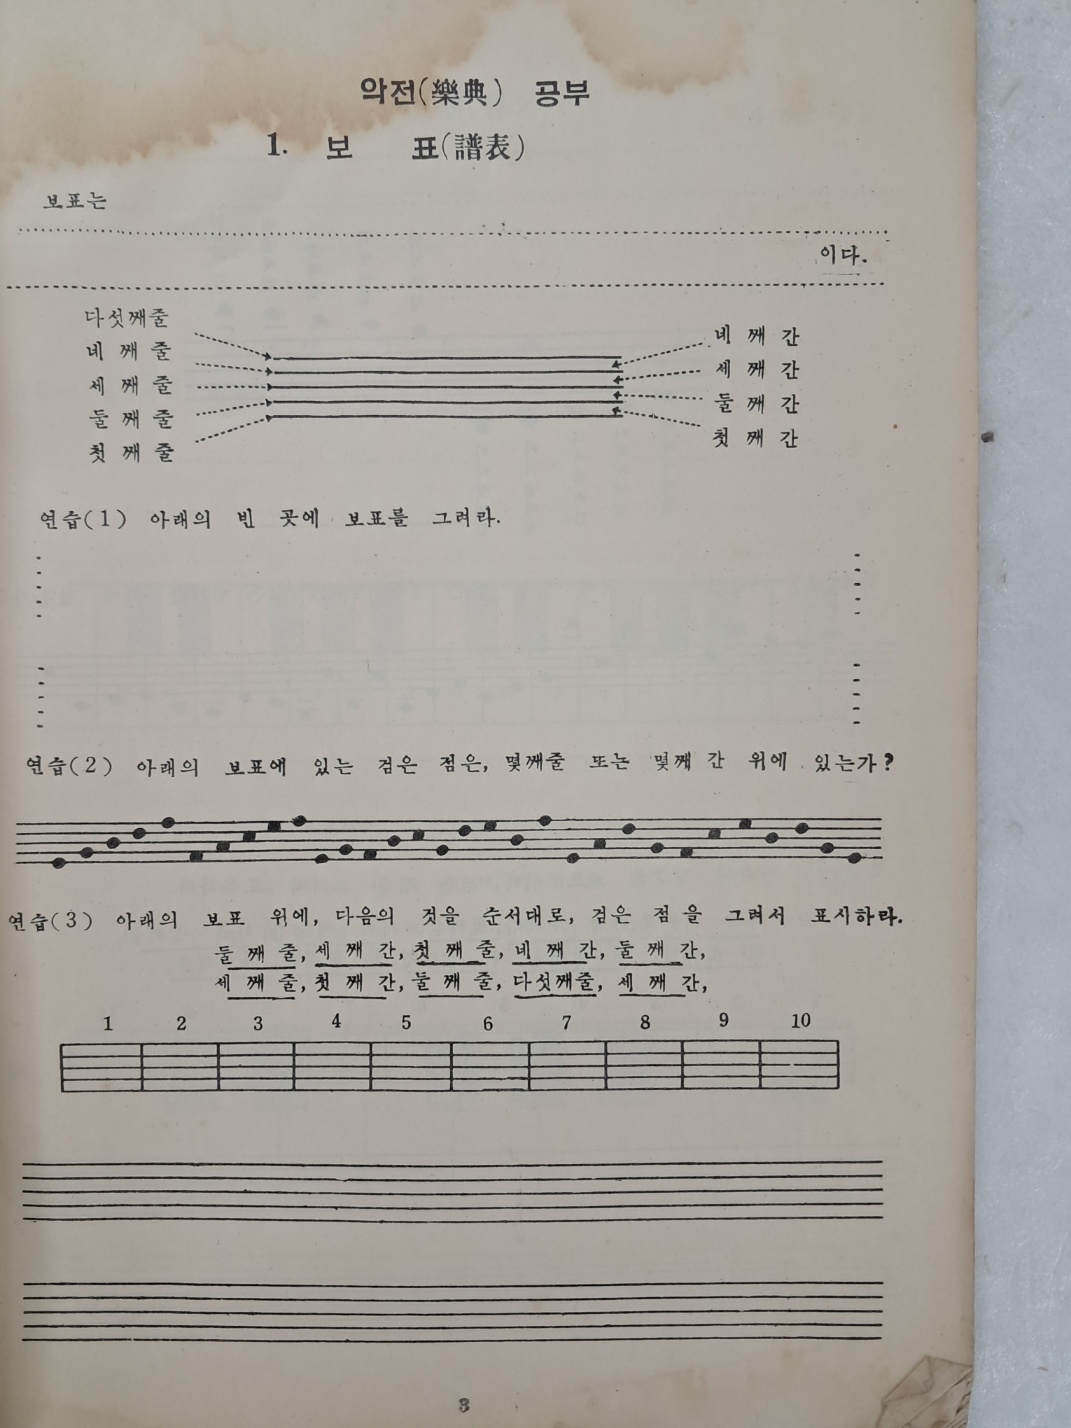 악전(樂典) 공부
1. 보 표(譜表)
보표는
이다.
다섯째줄
네 째 줄
세 째 줄
둘 째 줄
첫 째 줄
네 째 간
세 째 간
둘 째 간
첫 째 간
연습(1) 아래의 빈 곳에 보표를 그려라.
연습(2) 아래의 보표에 있는 검은 점은, 몇째줄 또는 몇째 간 위에 있는가?
연습(3) 아래의 보표 위에, 다음의 것을 순서대로, 검은 점 을 그려서 표시하라.
둘 째 줄, 세 째 간, 첫 째 줄, 네 째 간, 둘 째 간,
세 째 줄, 첫 째 간, 둘 째 줄, 다섯째줄, 세 째 간,
1 2 3 4 5 6 7 8 9 10
3